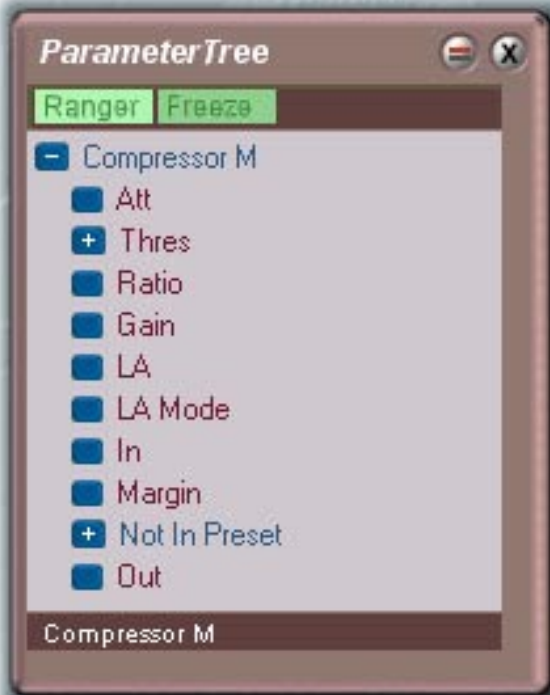 ParameterTree
Ranger Freeze
Compressor M
Att
Thres
Ratio
Gain
LA
LA Mode
In
Margin
Not In Preset
Out
Compressor M